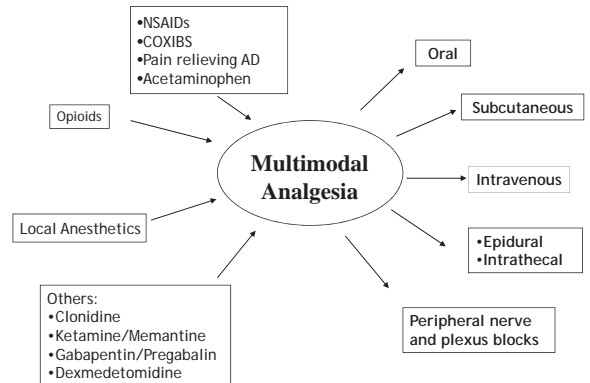 •NSAIDs
•COXIBS
•Pain relieving AD
•Acetaminophen
Oral
Opioids
Subcutaneous
Multimodal
Analgesia
Intravenous
Local Anesthetics
•Epidural
•Intrathecal
Others:
•Clonidine
•Ketamine/Memantine
•Gabapentin/Pregabalin
•Dexmedetomidine
Peripheral nerve
and plexus blocks